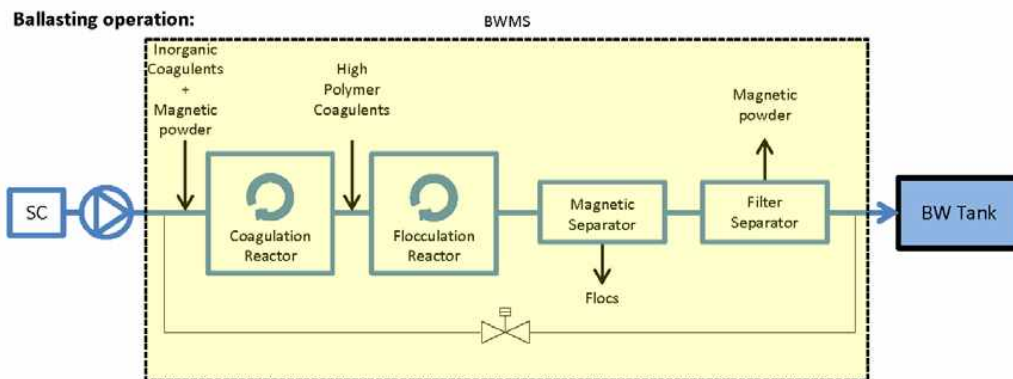 Ballasting operation:
BWMS
Inorganic
Coagulents
+
Magnetic
powder
High
Polymer
Coagulents
Magnetic
powder
SC
Coagulation
Reactor
Flocculation
Reactor
Magnetic
Separator
Filter
Separator
BW Tank
Flocs